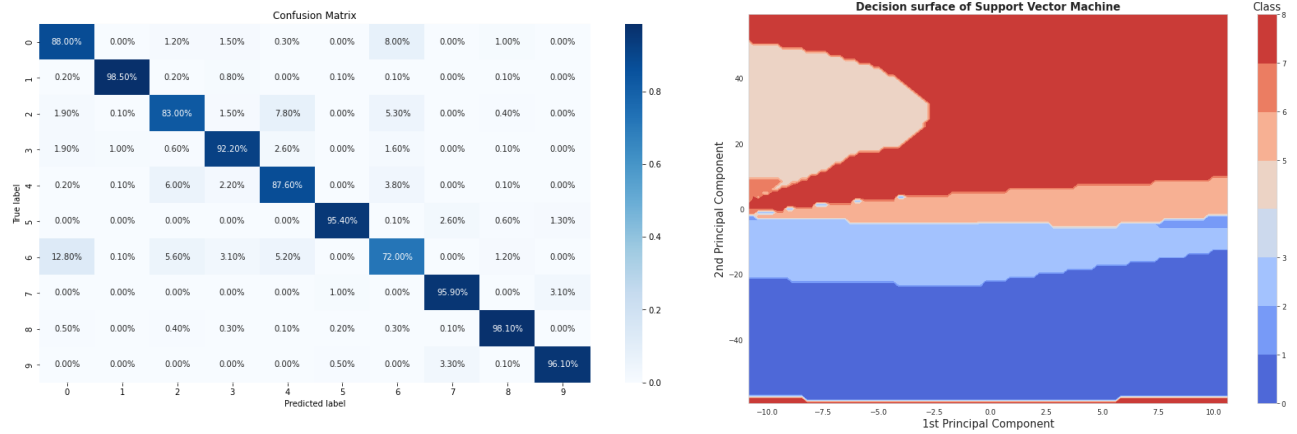 Confusion Matrix
0 88.00% 0.00% 1.20% 1.50% 0.30% 0.00% 8.00% 0.00% 1.00% 0.00%
1 0.20% 98.50% 0.20% 0.80% 0.00% 0.10% 0.10% 0.00% 0.10% 0.00%
2 1.90% 0.10% 83.00% 1.50% 7.80% 0.00% 5.30% 0.00% 0.40% 0.00%
3 1.90% 1.00% 0.60% 92.20% 2.60% 0.00% 1.60% 0.00% 0.10% 0.00%
4 0.20% 0.10% 6.00% 2.20% 87.60% 0.00% 3.80% 0.00% 0.10% 0.00%
5 0.00% 0.00% 0.00% 0.00% 0.00% 95.40% 0.10% 2.60% 0.60% 1.30%
6 12.80% 0.10% 5.60% 3.10% 5.20% 0.00% 72.00% 0.00% 1.20% 0.00%
7 0.00% 0.00% 0.00% 0.00% 0.00% 1.00% 0.00% 95.90% 0.00% 3.10%
8 0.50% 0.00% 0.40% 0.30% 0.10% 0.20% 0.30% 0.10% 98.10% 0.00%
9 0.00% 0.00% 0.00% 0.00% 0.00% 0.50% 0.00% 3.30% 0.10% 96.10%
0 1 2 3 4 5 6 7 8 9
True label
Predicted label
0.8
0.6
0.4
0.2
0.0
Decision surface of Support Vector Machine
40
20
0
−20
−40
2nd Principal Component
−10.0 −7.5 −5.0 −2.5 0.0 2.5 5.0 7.5 10.0
1st Principal Component
Class
8
7
6
5
3
1
0